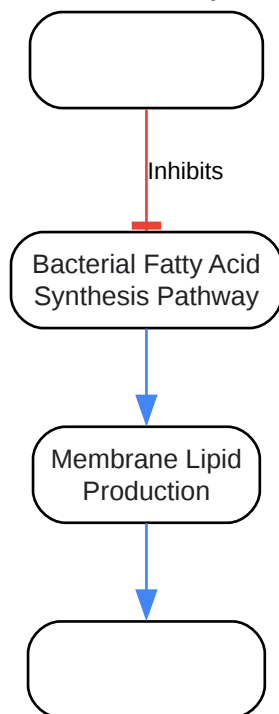 Inhibits
Bacterial Fatty Acid
Synthesis Pathway
Membrane Lipid
Production